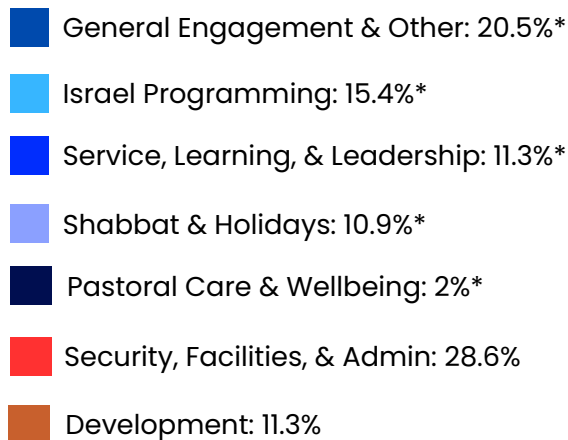 General Engagement & Other: 20.5%*
Israel Programming: 15.4%*
Service, Learning, & Leadership: 11.3%*
Shabbat & Holidays: 10.9%*
Pastoral Care & Wellbeing: 2%*
Security, Facilities, & Admin: 28.6%
Development: 11.3%